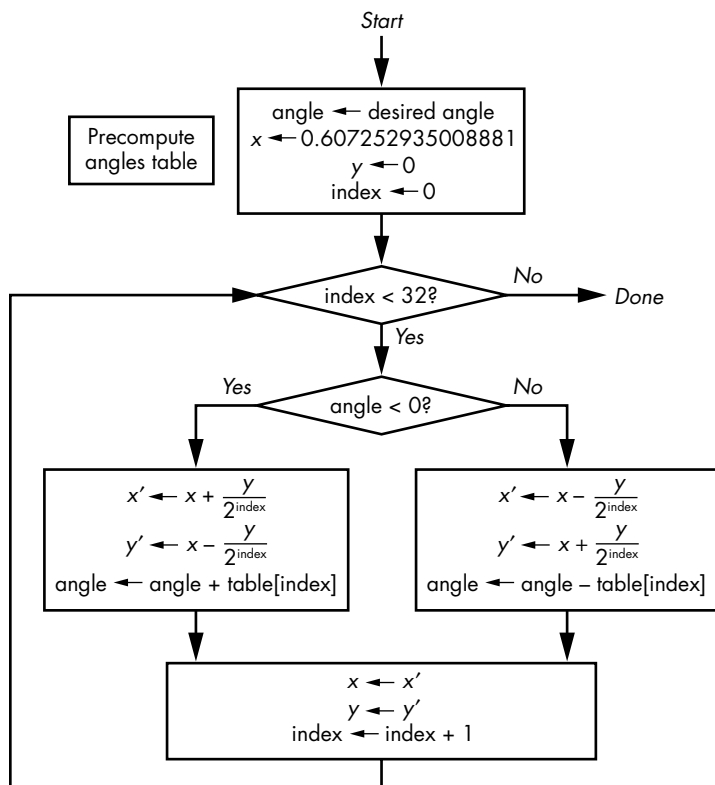 Start
Precompute
angles table
angle ← desired angle
x ← 0.607252935008881
y ← 0
index ← 0
index < 32?
No
Done
Yes
angle < 0?
Yes
No
x′ ← x + y/2^index
y′ ← x – y/2^index
angle ← angle + table[index]
x′ ← x – y/2^index
y′ ← x + y/2^index
angle ← angle – table[index]
x ← x′
y ← y′
index ← index + 1